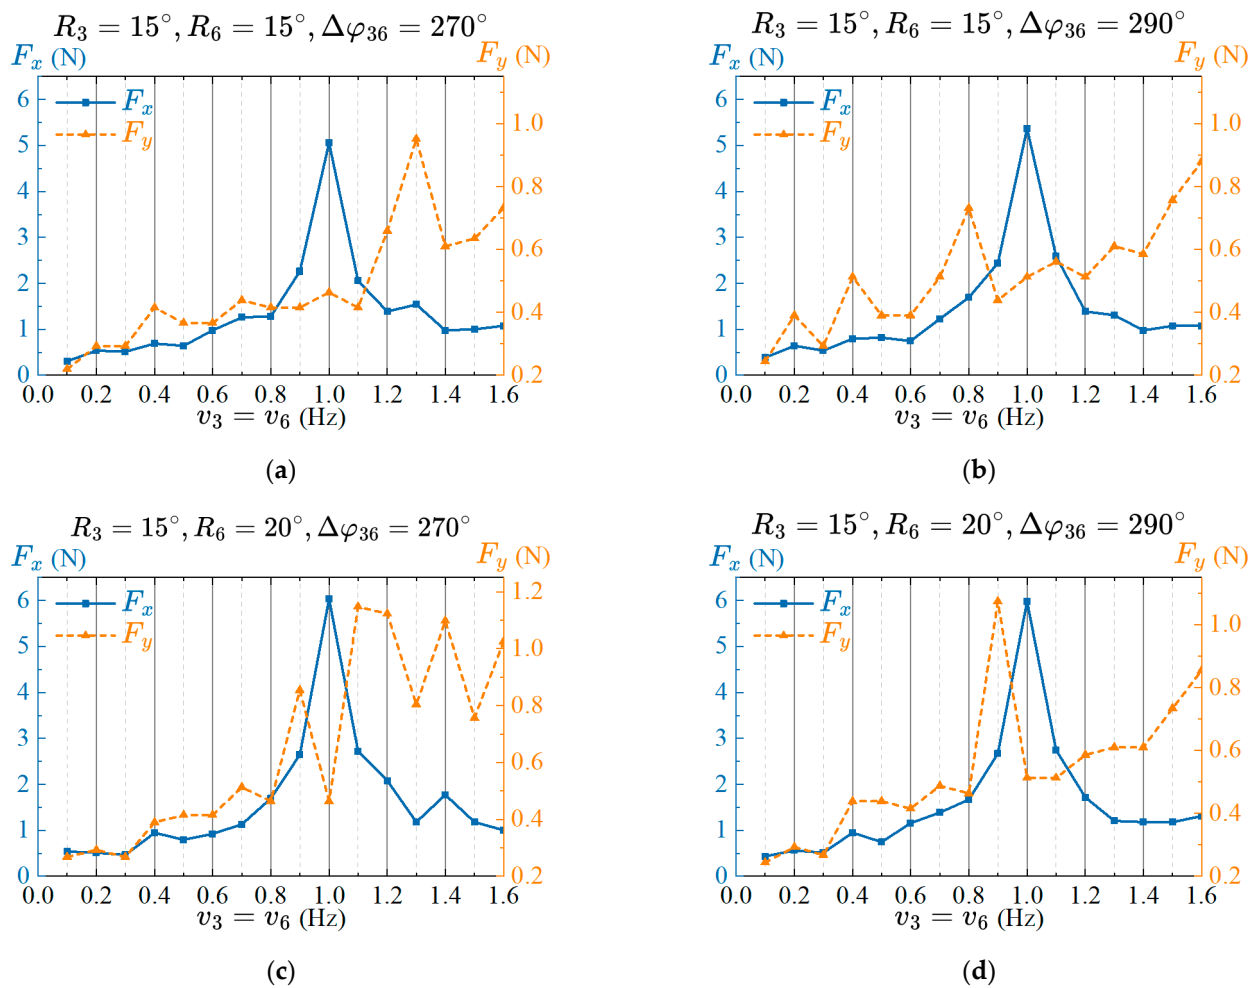 R₃ = 15°, R₆ = 15°, Δφ₃₆ = 270°
Fₓ (N)
F_y (N)
6
5
4
3
2
1
0
Fₓ
F_y
1.0
0.8
0.6
0.4
0.2
0.0 0.2 0.4 0.6 0.8 1.0 1.2 1.4 1.6
v₃ = v₆ (Hz)
(a)
R₃ = 15°, R₆ = 15°, Δφ₃₆ = 290°
Fₓ (N)
F_y (N)
6
5
4
3
2
1
0
Fₓ
F_y
1.0
0.8
0.6
0.4
0.2
0.0 0.2 0.4 0.6 0.8 1.0 1.2 1.4 1.6
v₃ = v₆ (Hz)
(b)
R₃ = 15°, R₆ = 20°, Δφ₃₆ = 270°
Fₓ (N)
F_y (N)
6
5
4
3
2
1
0
Fₓ
F_y
1.2
1.0
0.8
0.6
0.4
0.2
0.0 0.2 0.4 0.6 0.8 1.0 1.2 1.4 1.6
v₃ = v₆ (Hz)
(c)
R₃ = 15°, R₆ = 20°, Δφ₃₆ = 290°
Fₓ (N)
F_y (N)
6
5
4
3
2
1
0
Fₓ
F_y
1.0
0.8
0.6
0.4
0.2
0.0 0.2 0.4 0.6 0.8 1.0 1.2 1.4 1.6
v₃ = v₆ (Hz)
(d)